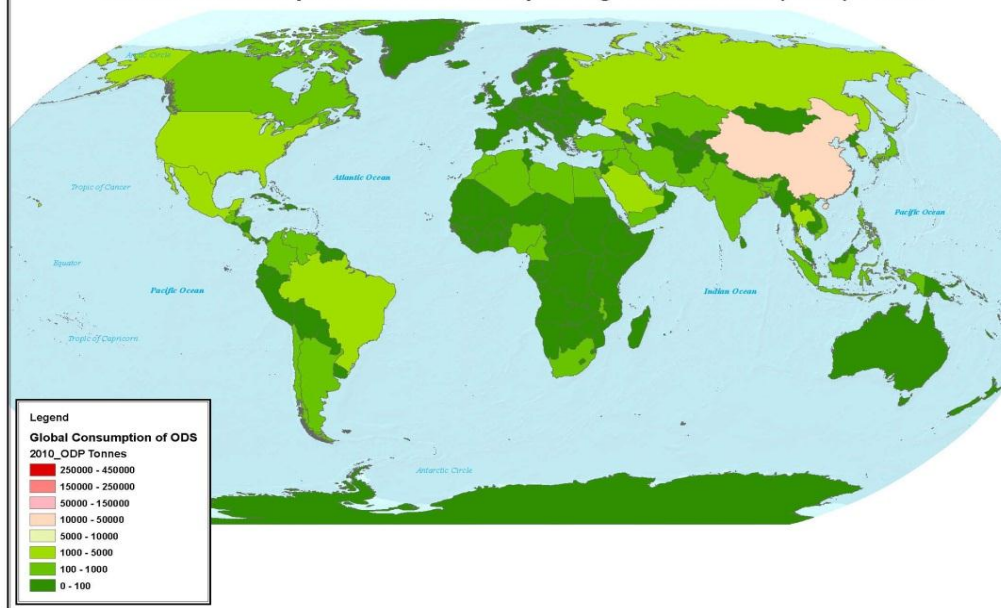 Arctic Circle
Tropic of Cancer
Atlantic Ocean
Pacific Ocean
Equator
Pacific Ocean
Indian Ocean
Tropic of Capricorn
Antarctic Circle
Legend
Global Consumption of ODS
2010_ODP Tonnes
250000 - 450000
150000 - 250000
50000 - 150000
10000 - 50000
5000 - 10000
1000 - 5000
100 - 1000
0 - 100